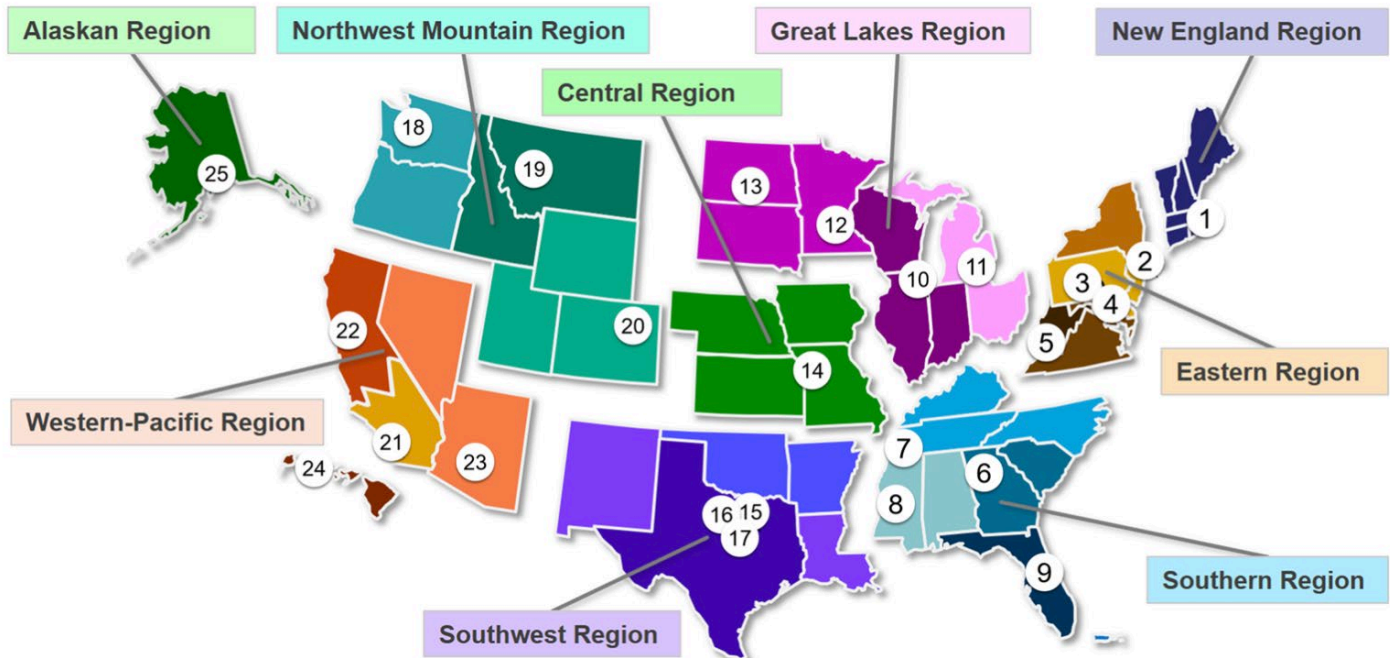 Alaskan Region
Northwest Mountain Region
Great Lakes Region
New England Region
Central Region
18
19
25
13
12
10
11
1
2
3
4
5
22
20
14
Eastern Region
Western-Pacific Region
21
23
24
7
6
8
16
15
17
9
Southern Region
Southwest Region